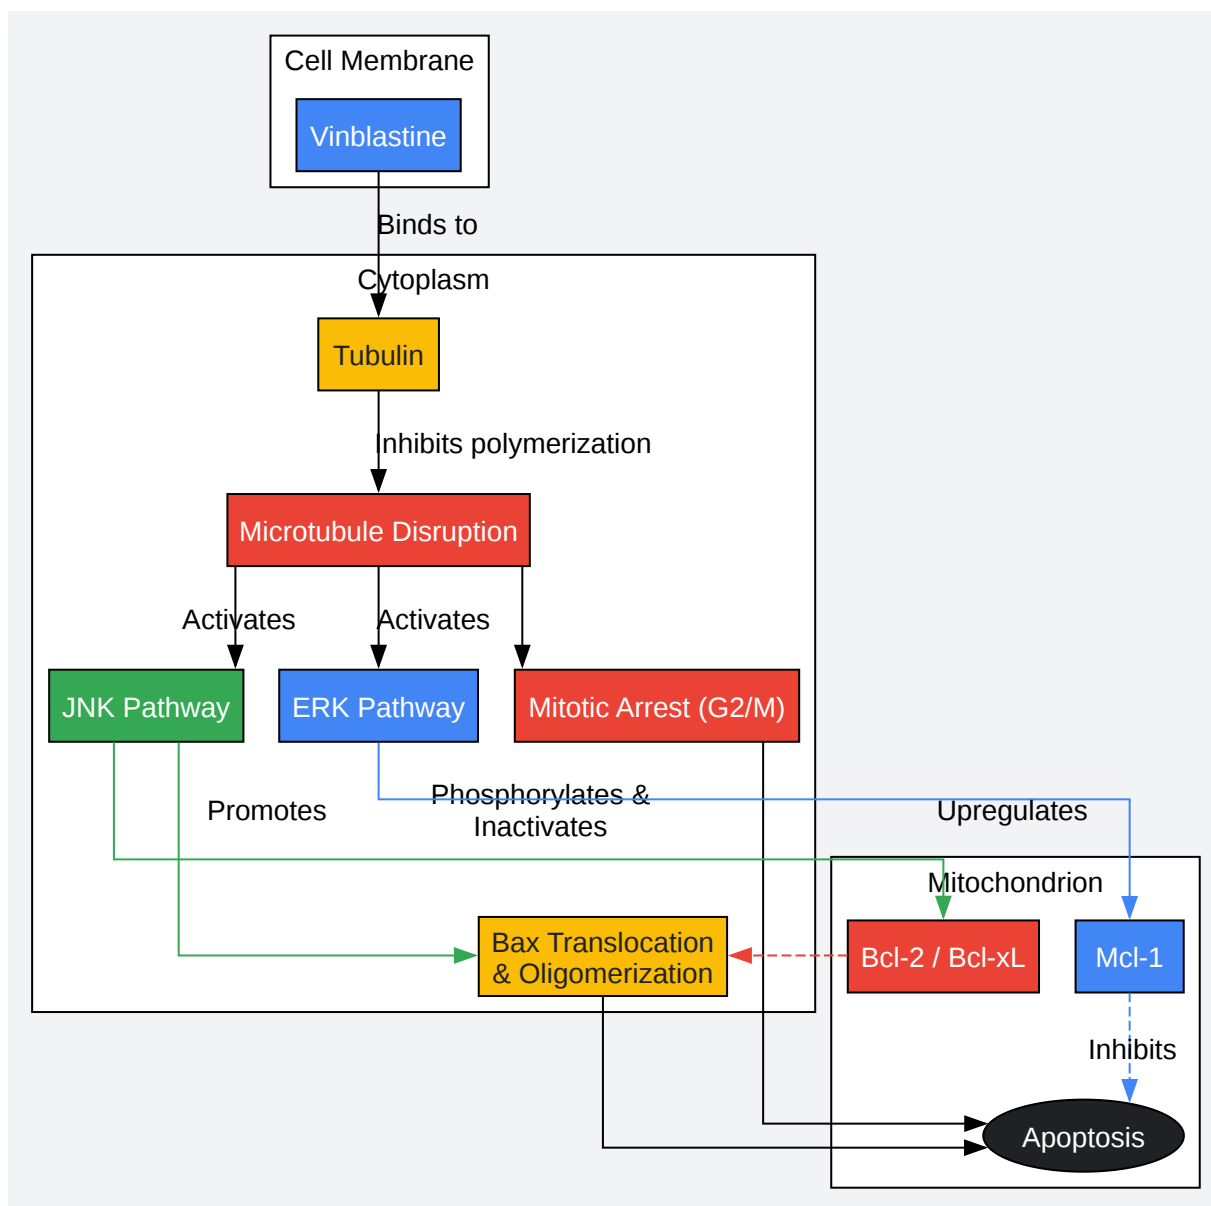 Cell Membrane
Vinblastine
Binds to
Cytoplasm
Tubulin
Inhibits polymerization
Microtubule Disruption
Activates
Activates
JNK Pathway
ERK Pathway
Mitotic Arrest (G2/M)
Promotes
Phosphorylates &
Inactivates
Upregulates
Mitochondrion
Bax Translocation
& Oligomerization
Bcl-2 / Bcl-xL
Mcl-1
Inhibits
Apoptosis